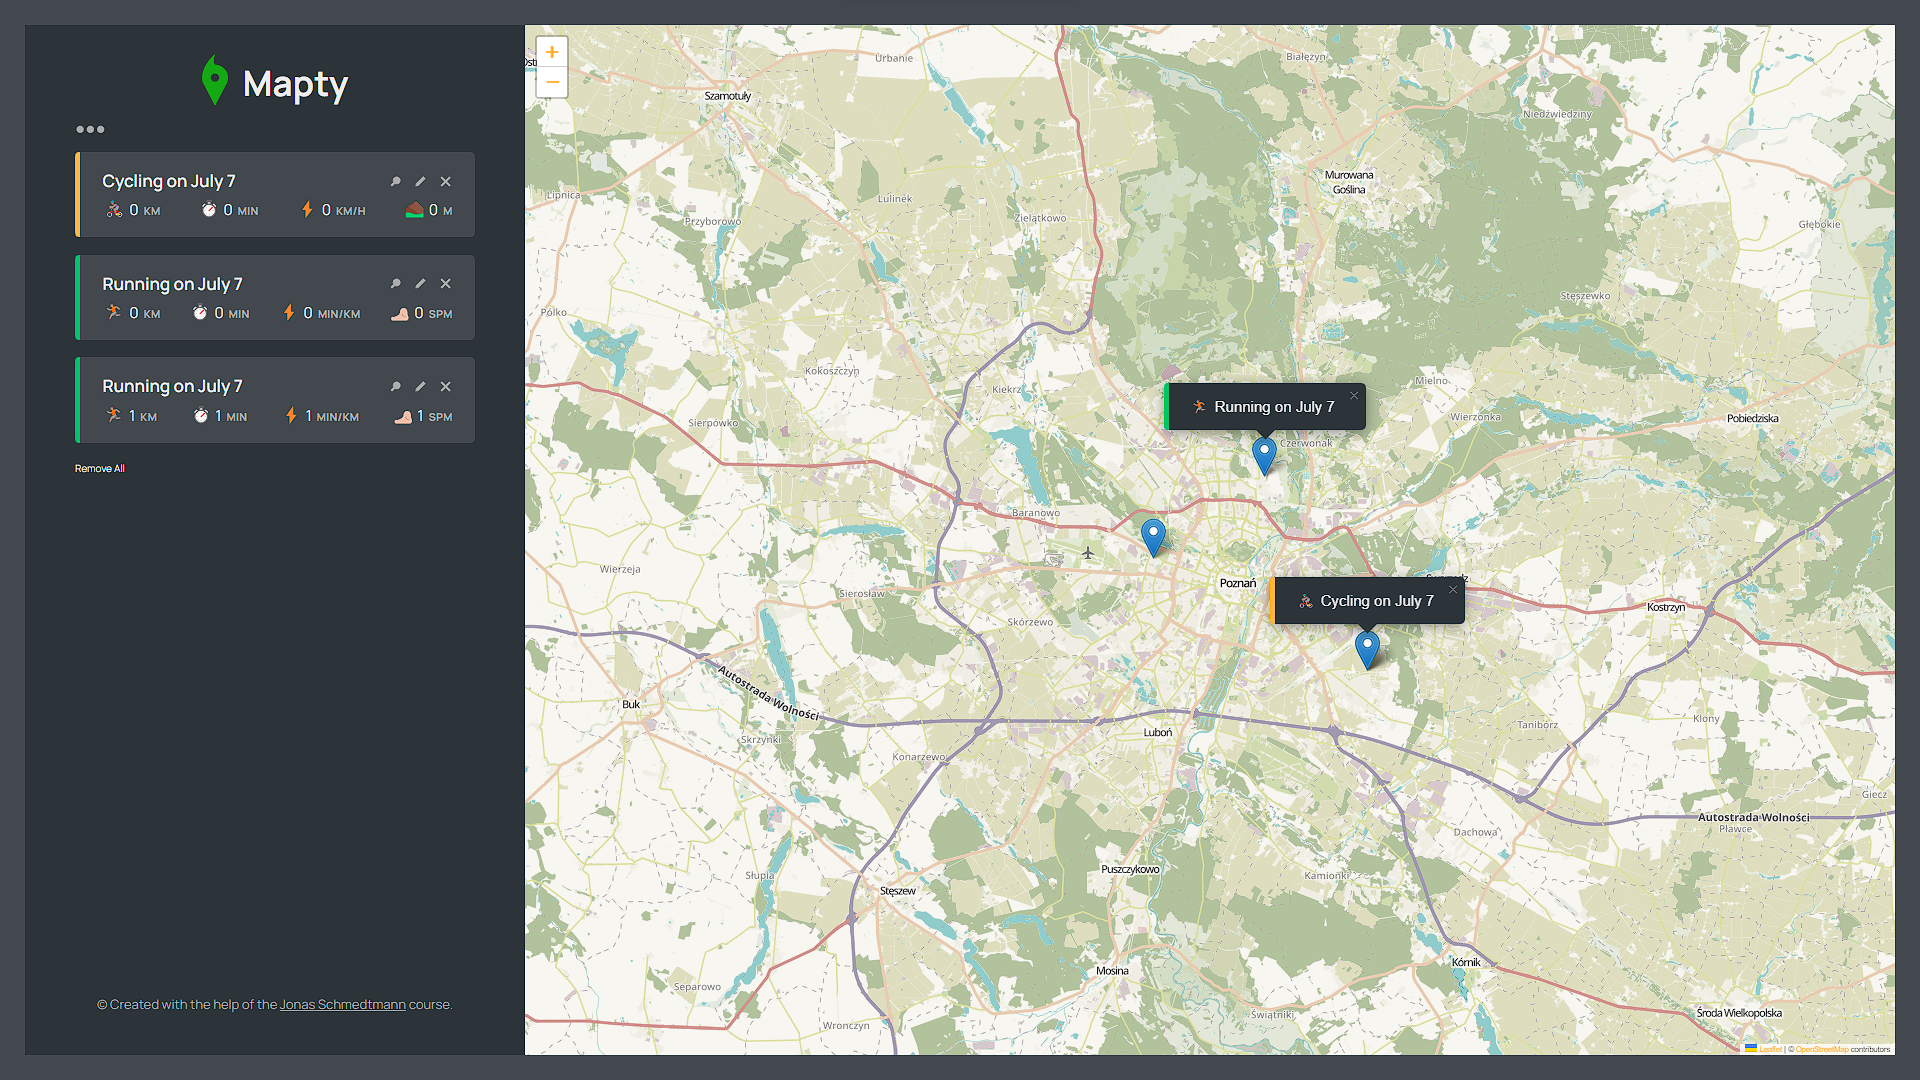 Mapty
Cycling on July 7
0 KM 0 MIN 0 KM/H 0 M
Running on July 7
0 KM 0 MIN 0 MIN/KM 0 SPM
Running on July 7
1 KM 1 MIN 1 MIN/KM 1 SPM
Remove All
© Created with the help of the Jonas Schmedtmann course.
+
−
Urbanie
Białężyn
Szamotuły
Niedźwiedziny
Murowana
Goślina
Lipnica
Lulinek
Przyborowo
Zielątkowo
Głębokie
Stęszewko
Pólko
Kokoszczyn
Kiekrz
Mielno
Running on July 7
Wierzonka
Pobiedziska
Sierpowko
Czerwonak
Baranowo
Wierzeja
Poznań
Sierosław
Cycling on July 7
Kostrzyn
Skórzewo
Autostrada Wolności
Buk
Klony
Tanibórz
Luboń
Skrzynki
Konarzewo
Giecz
Autostrada Wolności
Pławce
Dachowa
Puszczykowo
Kamionki
Słupia
Stęszew
Kórnik
Mosina
Separowo
Środa Wielkopolska
Świątniki
Wronczyn
Leaflet | © OpenStreetMap contributors